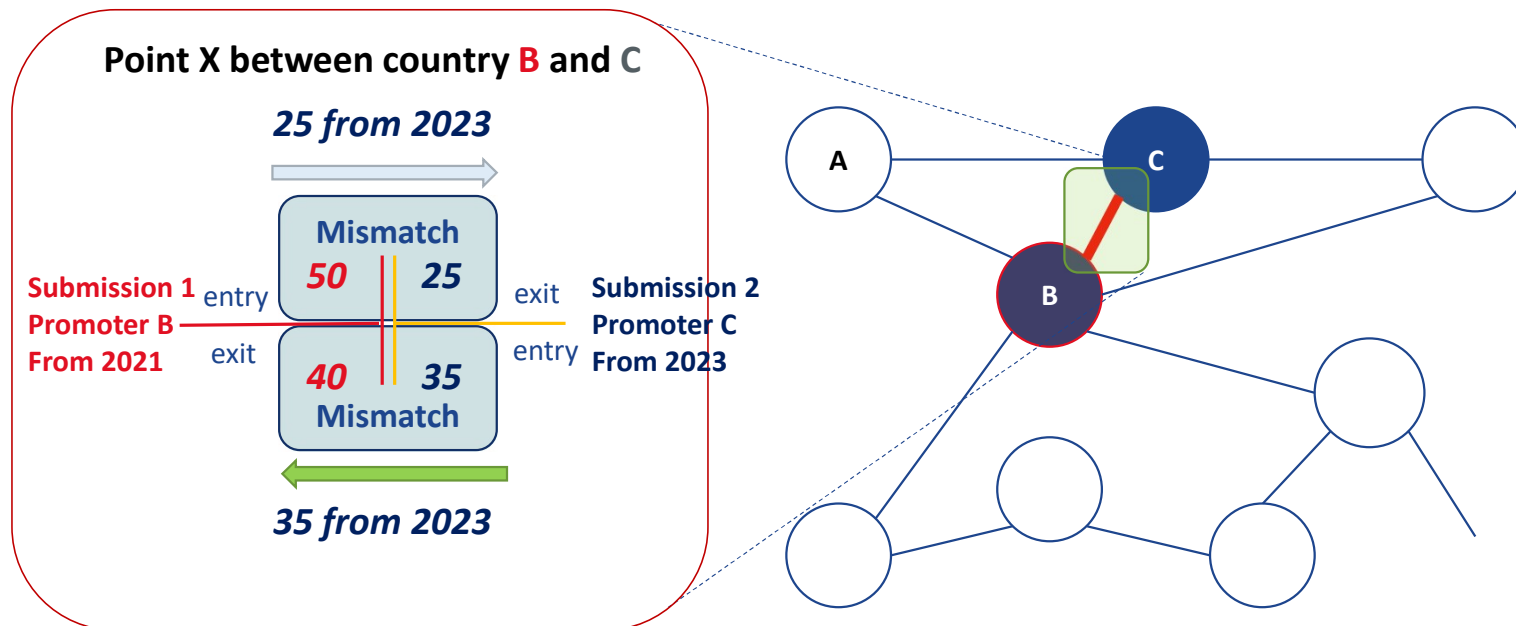 Point X between country B and C
25 from 2023
Mismatch
50 25
Submission 1
Promoter B
From 2021
entry
exit
exit
entry
Submission 2
Promoter C
From 2023
40 35
Mismatch
35 from 2023
A
C
B